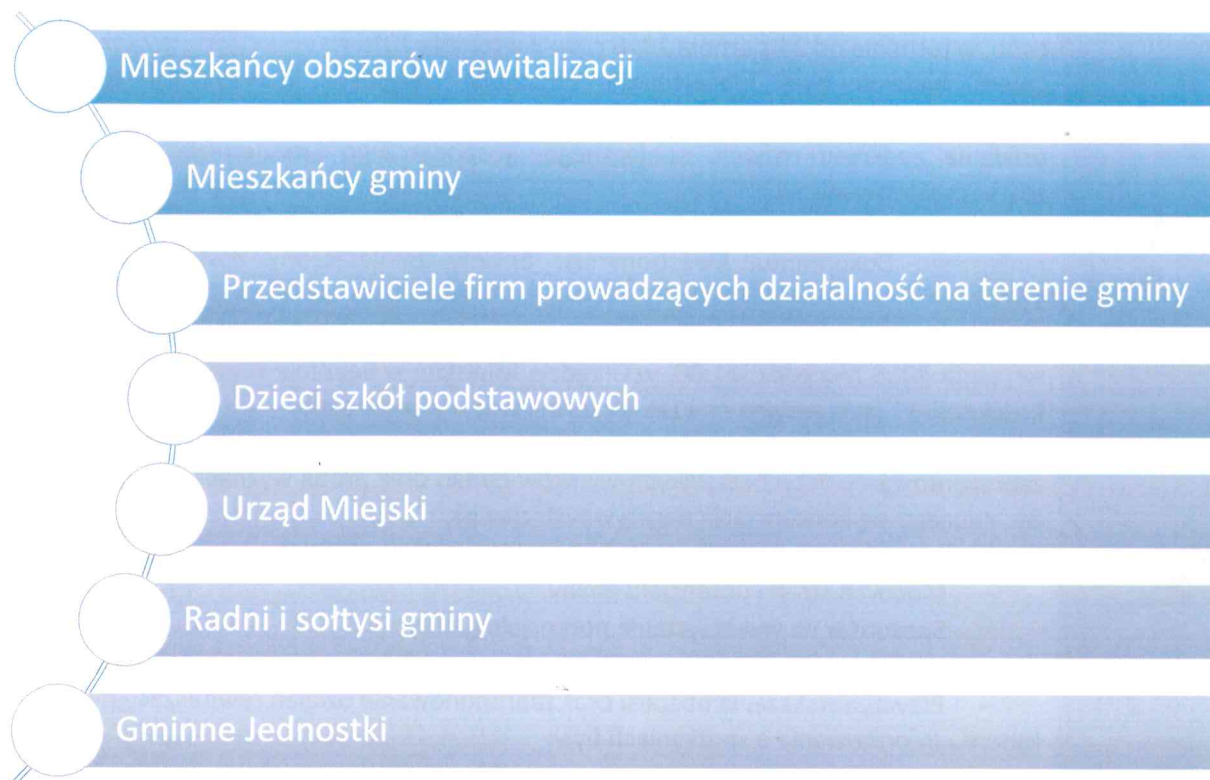 Mieszkańcy obszarów rewitalizacji
Mieszkańcy gminy
Przedstawiciele firm prowadzących działalność na terenie gminy
Dzieci szkół podstawowych
Urząd Miejski
Radni i sołtysi gminy
Gminne Jednostki